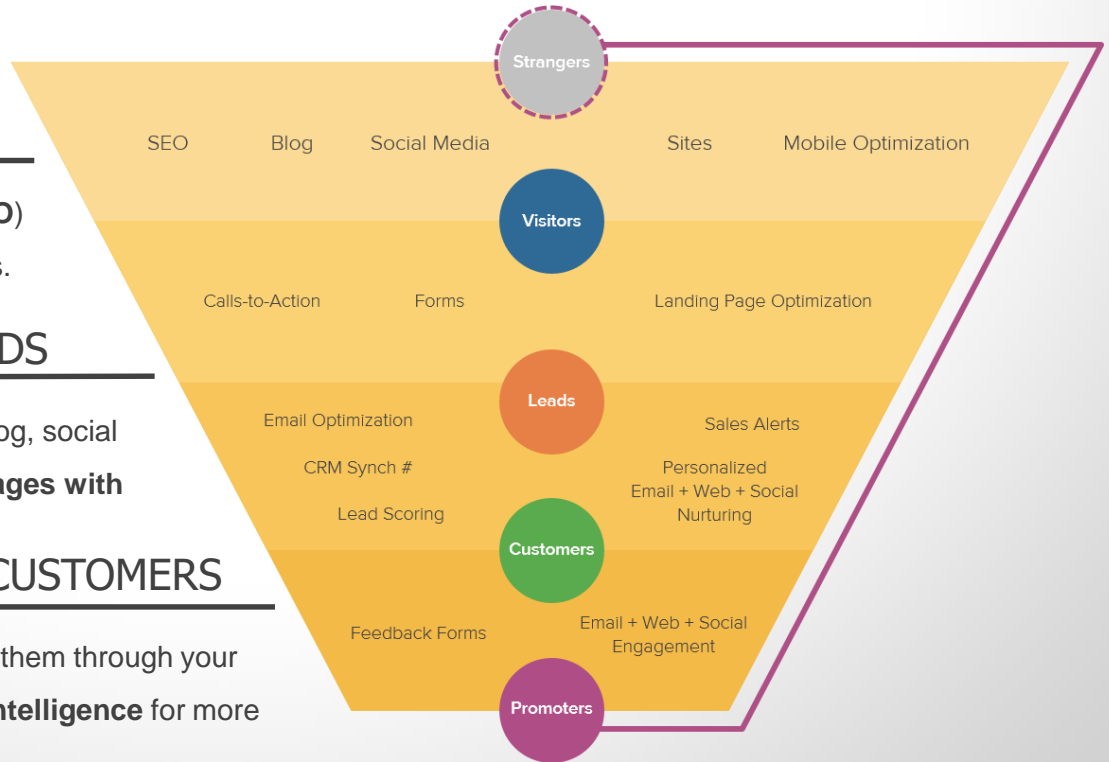 Strangers
SEO Blog Social Media Sites Mobile Optimization
O)
s.
Visitors
Calls-to-Action Forms Landing Page Optimization
DS
og, social
ages with
Leads
Email Optimization
CRM Synch #
Lead Scoring
Sales Alerts
Personalized
Email + Web + Social
Nurturing
Customers
CUSTOMERS
them through your
ntelligence for more
Feedback Forms
Email + Web + Social
Engagement
Promoters